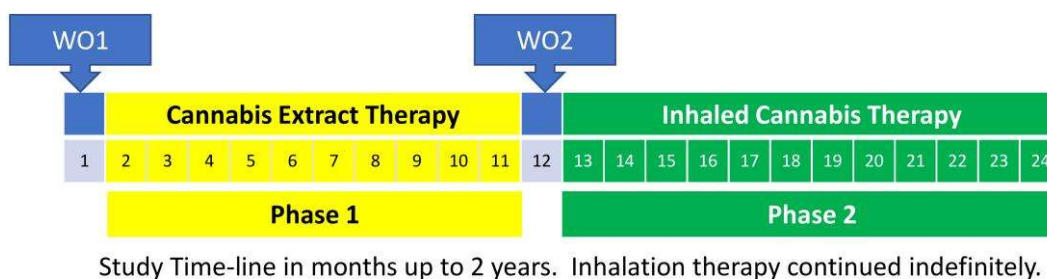 WO1 WO2
Cannabis Extract Therapy Inhaled Cannabis Therapy
1 2 3 4 5 6 7 8 9 10 11 12 13 14 15 16 17 18 19 20 21 22 23 24
Phase 1 Phase 2
Study Time-line in months up to 2 years. Inhalation therapy continued indefinitely.